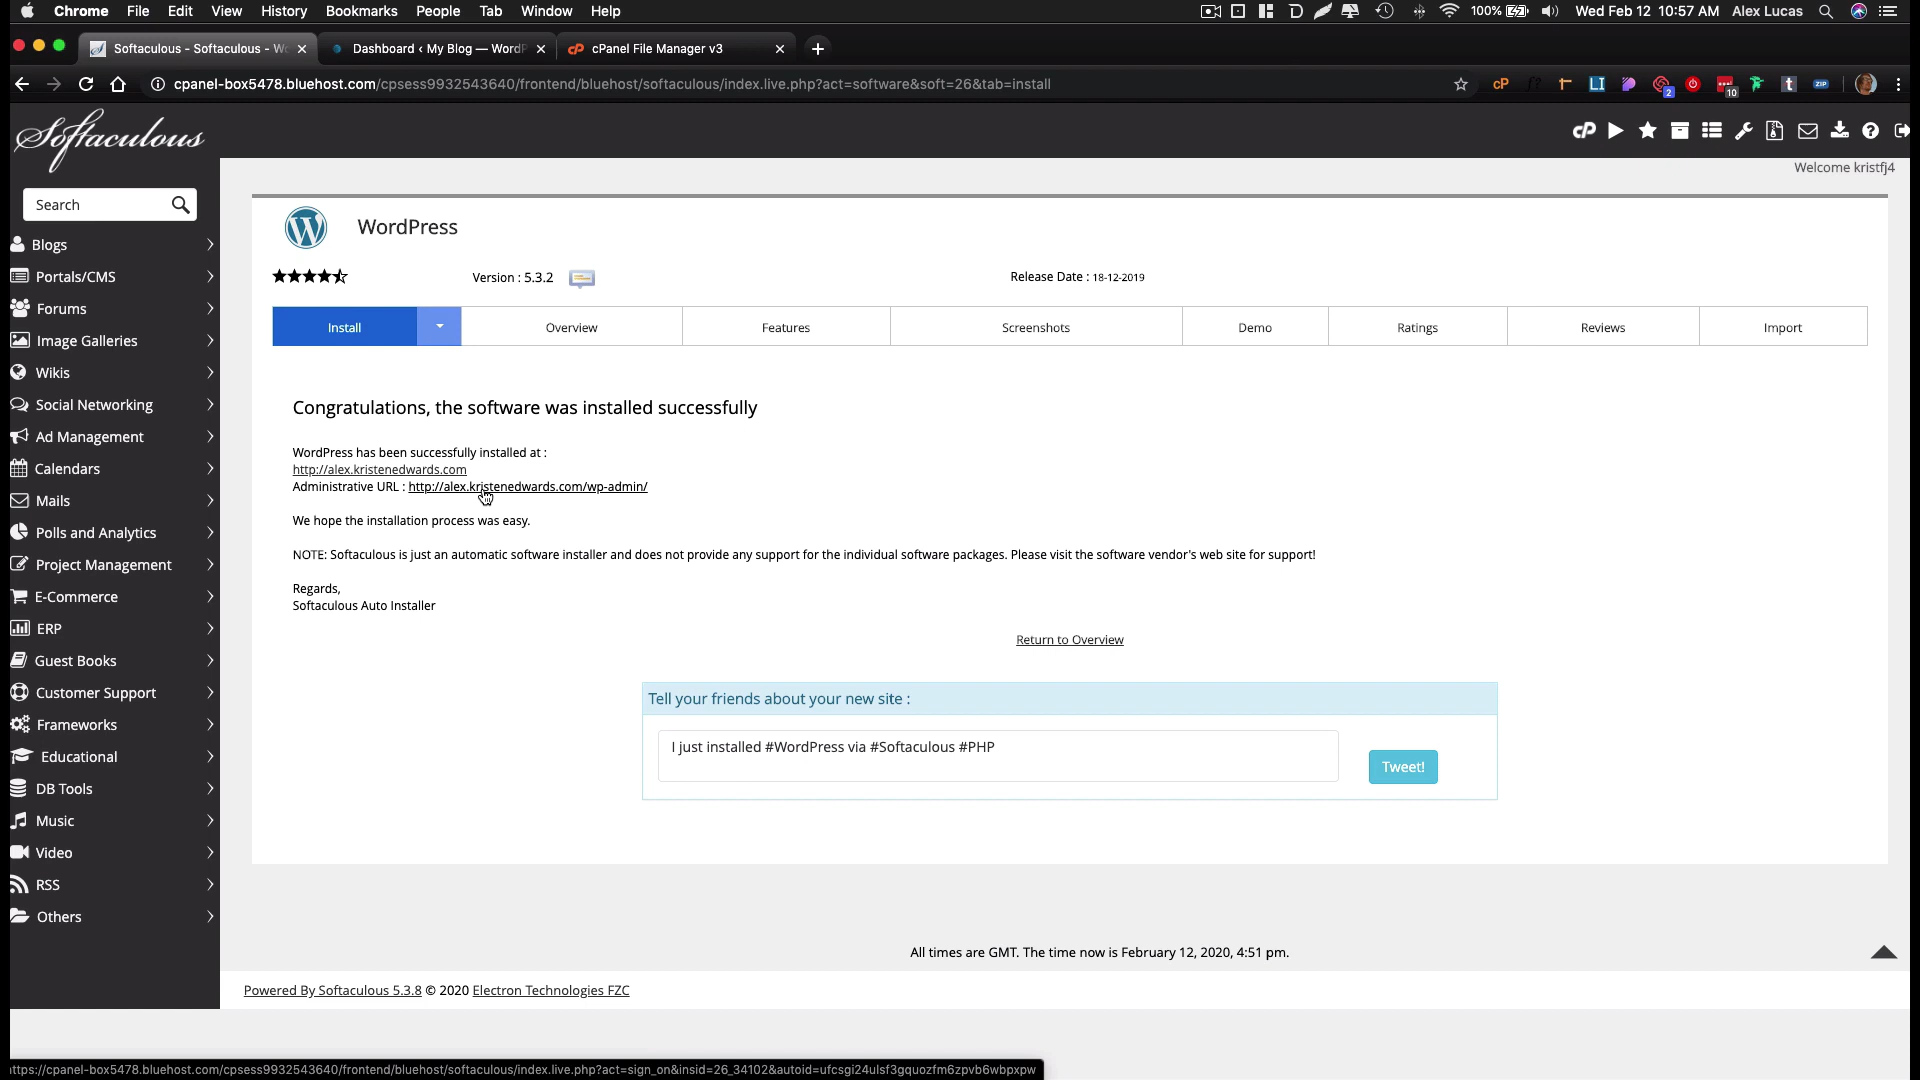 Chrome File Edit View History Bookmarks People Tab Window Help
100% Wed Feb 12 10:57 AM Alex Lucas
Softaculous - Softaculous - Wo
Dashboard ‹ My Blog — WordP
cPanel File Manager v3
cpanel-box5478.bluehost.com/cpsess9932543640/frontend/bluehost/softaculous/index.live.php?act=software&soft=26&tab=install
cP f? LI 2 10 t ZIP
Softaculous
Welcome kristfj4
Search
Blogs
Portals/CMS
Forums
Image Galleries
Wikis
Social Networking
Ad Management
Calendars
Mails
Polls and Analytics
Project Management
E-Commerce
ERP
Guest Books
Customer Support
Frameworks
Educational
DB Tools
Music
Video
RSS
Others
WordPress
Version : 5.3.2
Release Date : 18-12-2019
Install Overview Features Screenshots Demo Ratings Reviews Import
Congratulations, the software was installed successfully
WordPress has been successfully installed at :
http://alex.kristenedwards.com
Administrative URL : http://alex.kristenedwards.com/wp-admin/
We hope the installation process was easy.
NOTE: Softaculous is just an automatic software installer and does not provide any support for the individual software packages. Please visit the software vendor's web site for support!
Regards,
Softaculous Auto Installer
Return to Overview
Tell your friends about your new site :
I just installed #WordPress via #Softaculous #PHP
Tweet!
All times are GMT. The time now is February 12, 2020, 4:51 pm.
Powered By Softaculous 5.3.8 © 2020 Electron Technologies FZC
ttps://cpanel-box5478.bluehost.com/cpsess9932543640/frontend/bluehost/softaculous/index.live.php?act=sign_on&insid=26_34102&autoid=ufcsgi24ulsf3gquozfm6zpvb6wbpxpw